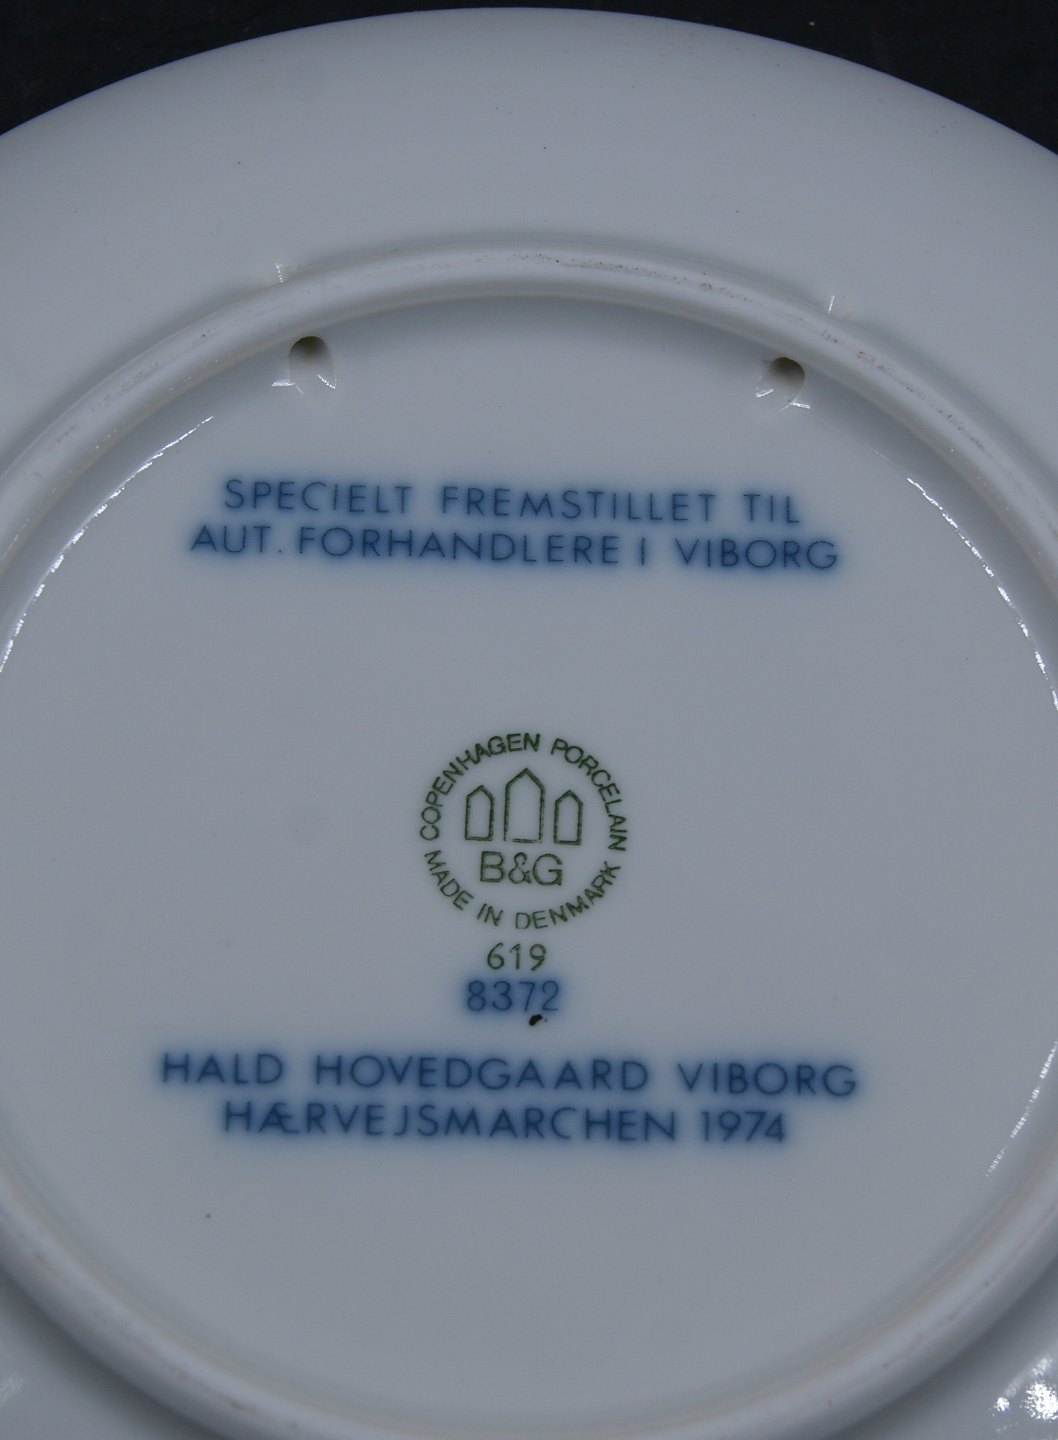 SPECIELT FREMSTILLET TIL
AUT. FORHANDLERE I VIBORG
COPENHAGEN PORCELAIN
B&G
MADE IN DENMARK
619
8372
HALD HOVEDGAARD VIBORG
HÆRVEJSMARCHEN 1974